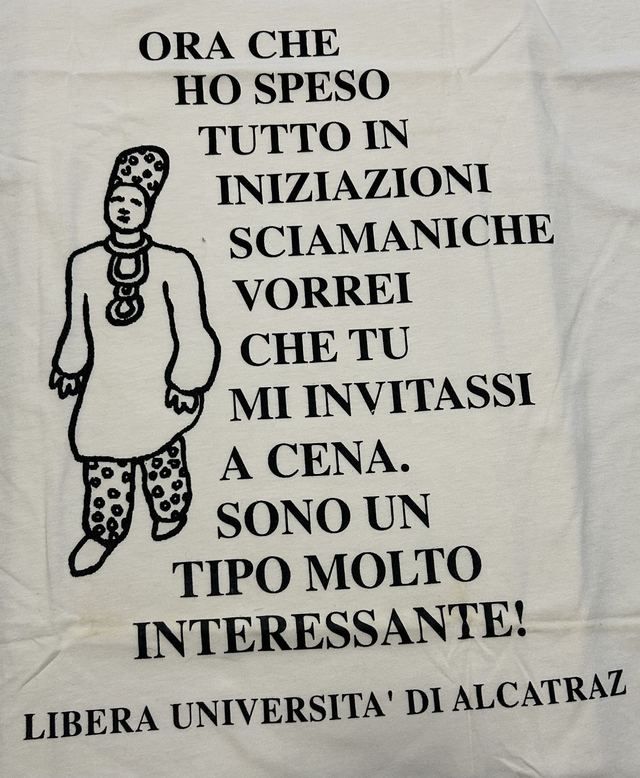 ORA CHE
HO SPESO
TUTTO IN
INIZIAZIONI
SCIAMANICHE
VORREI
CHE TU
MI INVITASSI
A CENA.
SONO UN
TIPO MOLTO
INTERESSANTE!
LIBERA UNIVERSITA' DI ALCATRAZ